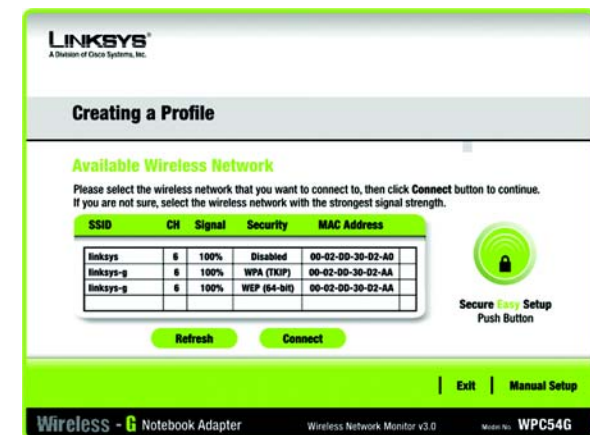 LINKSYS®
A Division of Cisco Systems, Inc.
Creating a Profile
Available Wireless Network
Please select the wireless network that you want to connect to, then click Connect button to continue.
If you are not sure, select the wireless network with the strongest signal strength.
SSID CH Signal Security MAC Address
linksys 6 100% Disabled 00-02-DD-30-D2-A0
linksys-g 6 100% WPA (TKIP) 00-02-DD-30-D2-AA
linksys-g 6 100% WEP (64-bit) 00-02-DD-30-D2-AA
Secure Easy Setup
Push Button
Refresh Connect
Exit Manual Setup
Wireless - G Notebook Adapter Wireless Network Monitor v3.0 Model No. WPC54G